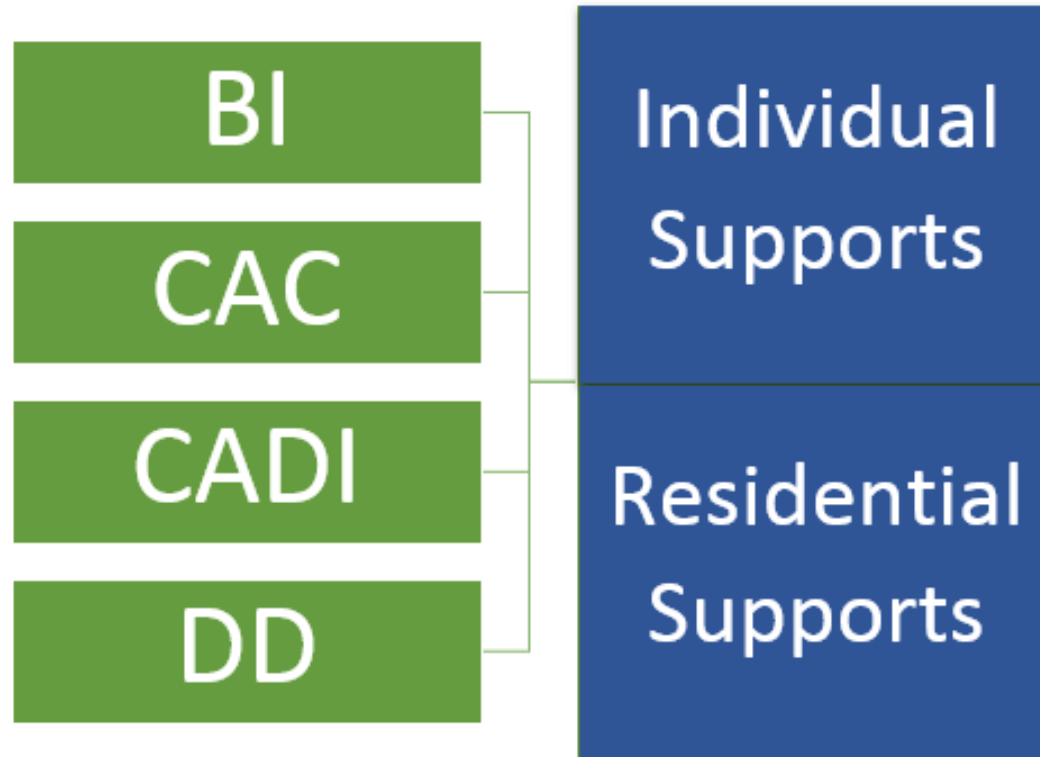 BI
CAC
CADI
DD
Individual
Supports
Residential
Supports